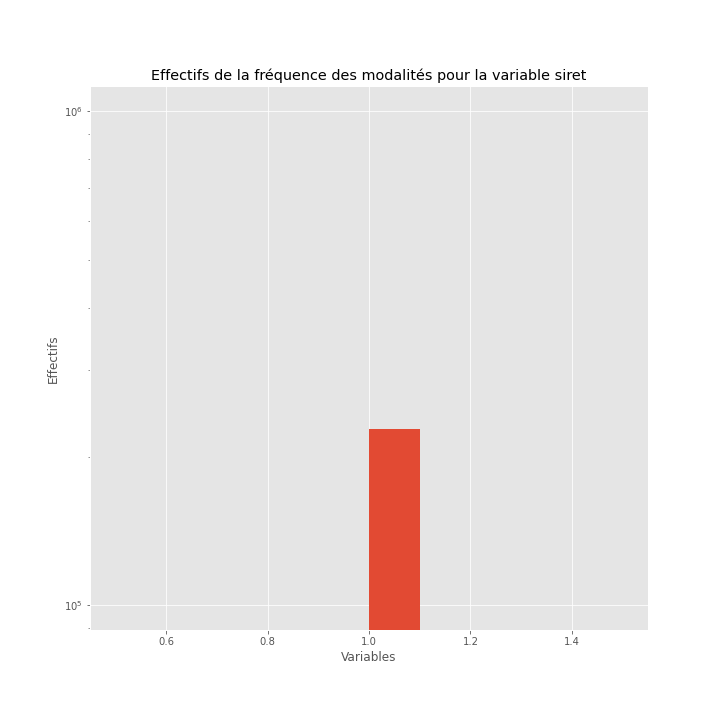 Effectifs de la fréquence des modalités pour la variable siret
10⁶
Effectifs
10⁵
0.6 0.8 1.0 1.2 1.4
Variables